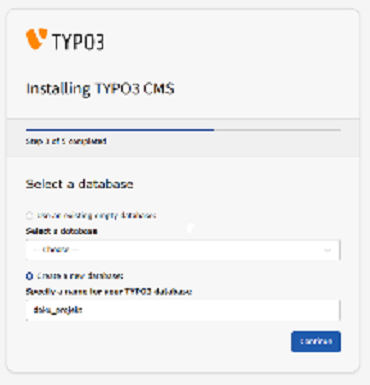 TYPO3
Installing TYPO3 CMS
Step 3 of 5 completed
Select a database
Use an existing empty database:
Select a database
-- Choose --
Create a new database:
Specify a name for your TYPO3 database
doku_projekt
Continue